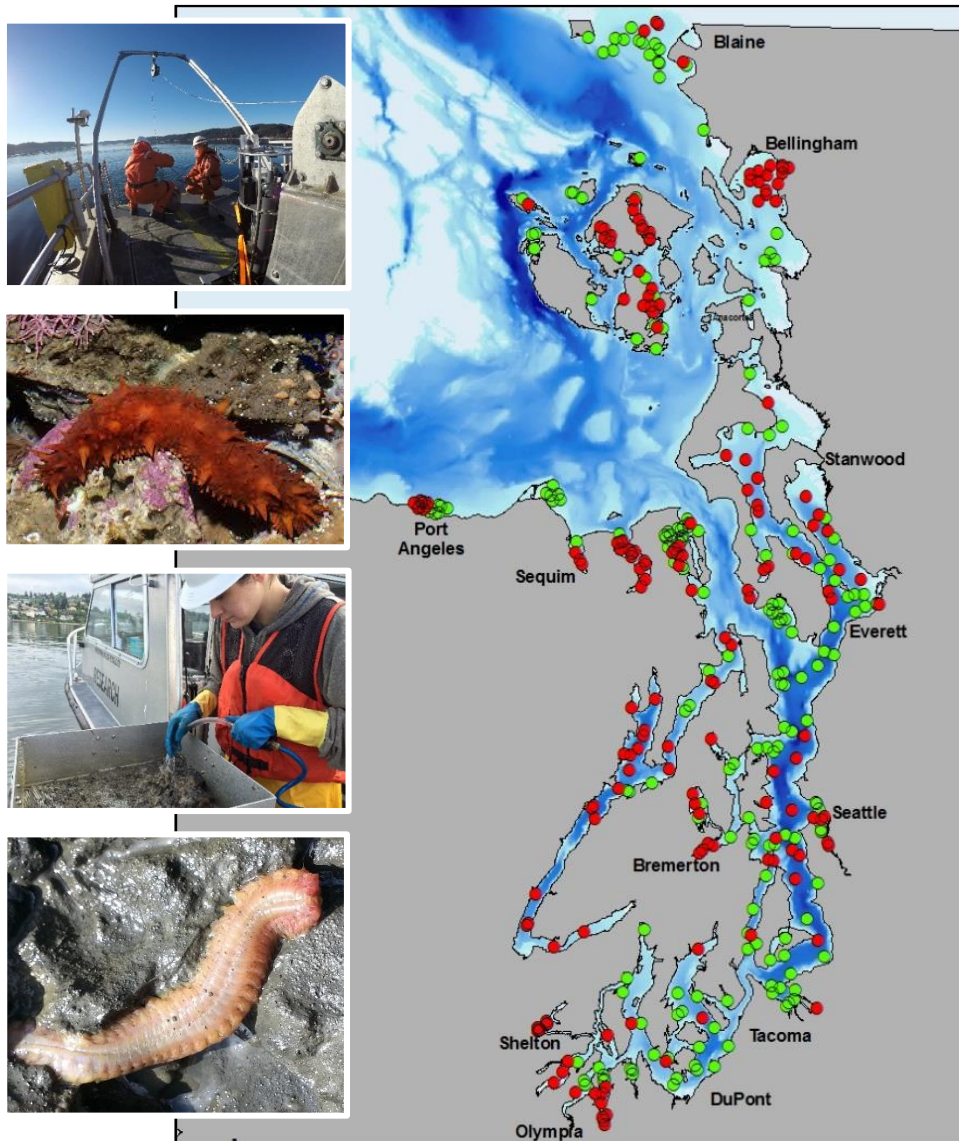 Blaine
Bellingham
Stanwood
Port
Angeles
Sequim
Everett
RESEARCH
Seattle
Bremerton
Tacoma
Shelton
DuPont
Olympia